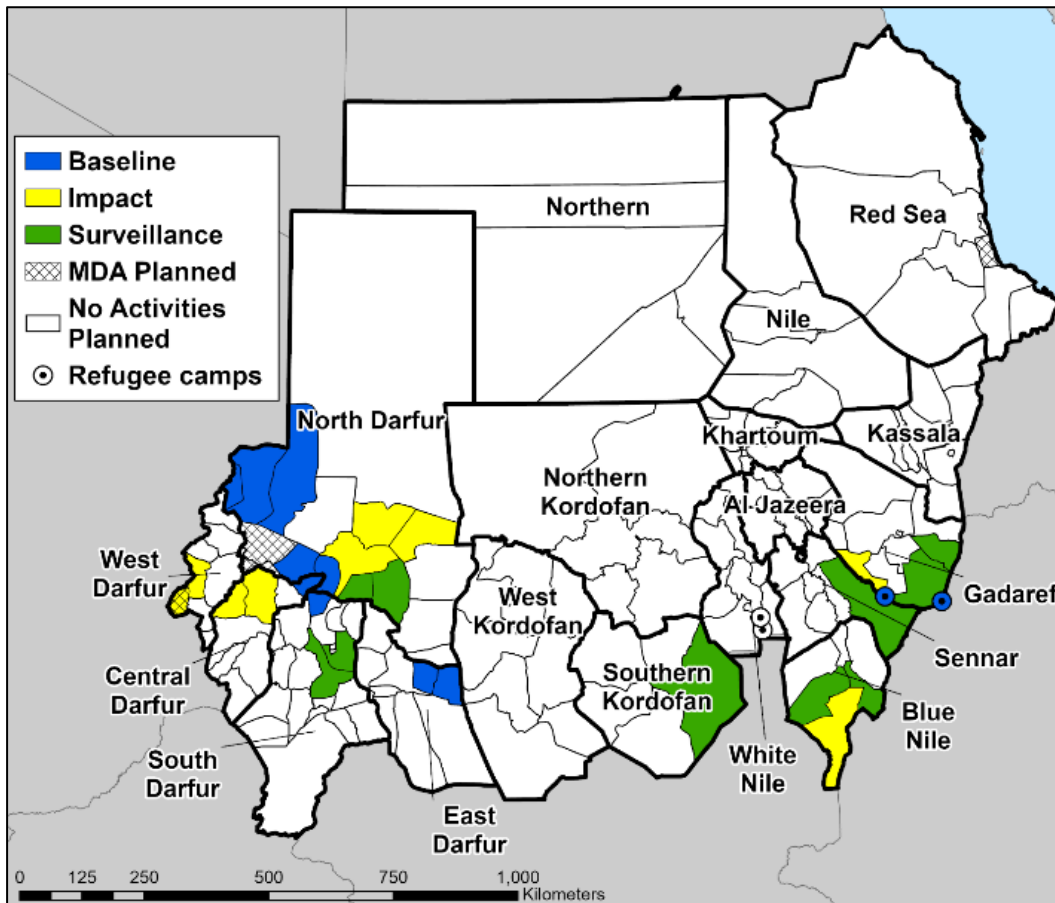 Baseline
Impact
Surveillance
MDA Planned
No Activities
Planned
Refugee camps
Northern
Red Sea
Nile
North Darfur
Khartoum
Kassala
Northern
Kordofan
Al Jazeera
West
Darfur
West
Kordofan
Gadaref
Central
Darfur
Southern
Kordofan
Sennar
Blue
Nile
South
Darfur
White
Nile
East
Darfur
0 125 250 500 750 1,000
Kilometers